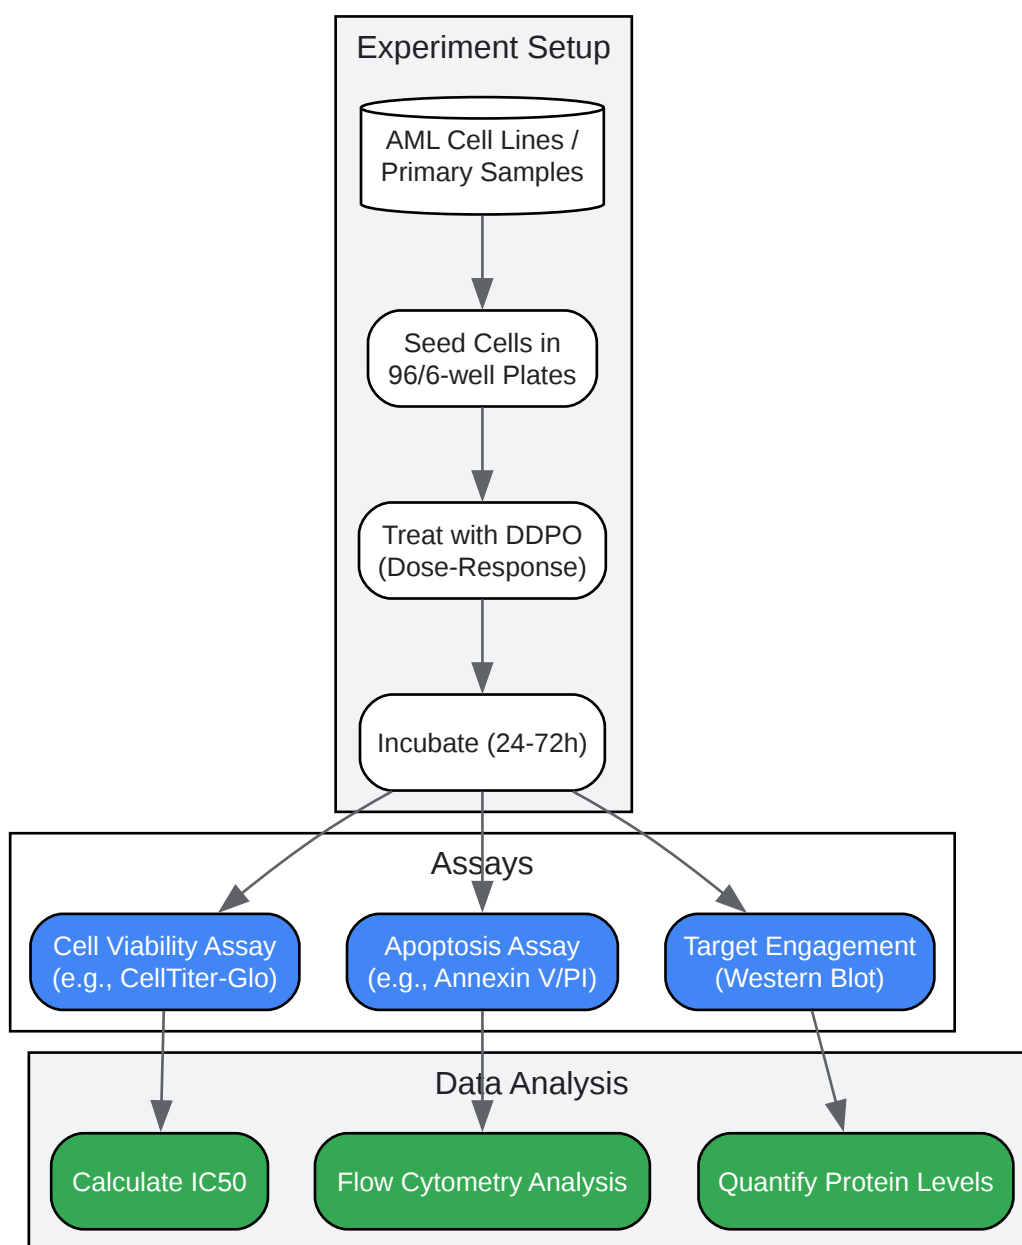 Experiment Setup
AML Cell Lines /
Primary Samples
Seed Cells in
96/6-well Plates
Treat with DDPO
(Dose-Response)
Incubate (24-72h)
Assays
Cell Viability Assay
(e.g., CellTiter-Glo)
Apoptosis Assay
(e.g., Annexin V/PI)
Target Engagement
(Western Blot)
Data Analysis
Calculate IC50
Flow Cytometry Analysis
Quantify Protein Levels